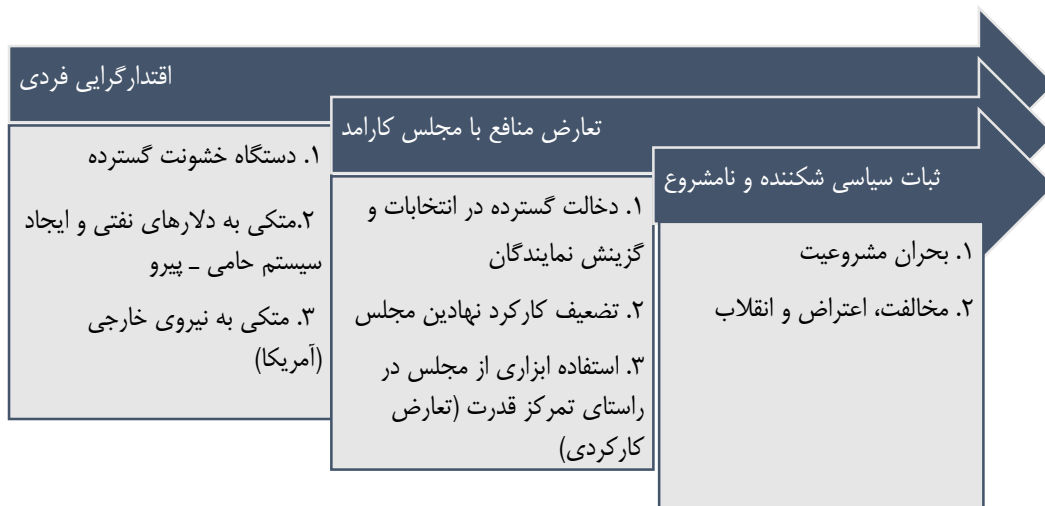 اقتدارگرایی فردی
۱. دستگاه خشونت گسترده
۲.متکی به دلارهای نفتی و ایجاد
سیستم حامی – پیرو
۳. متکی به نیروی خارجی
(آمریکا)
تعارض منافع با مجلس کارامد
۱. دخالت گسترده در انتخابات و
گزینش نمایندگان
۲. تضعیف کارکرد نهادین مجلس
۳. استفاده ابزاری از مجلس در
راستای تمرکز قدرت (تعارض
کارکردی)
ثبات سیاسی شکننده و نامشروع
۱. بحران مشروعیت
۲. مخالفت، اعتراض و انقلاب